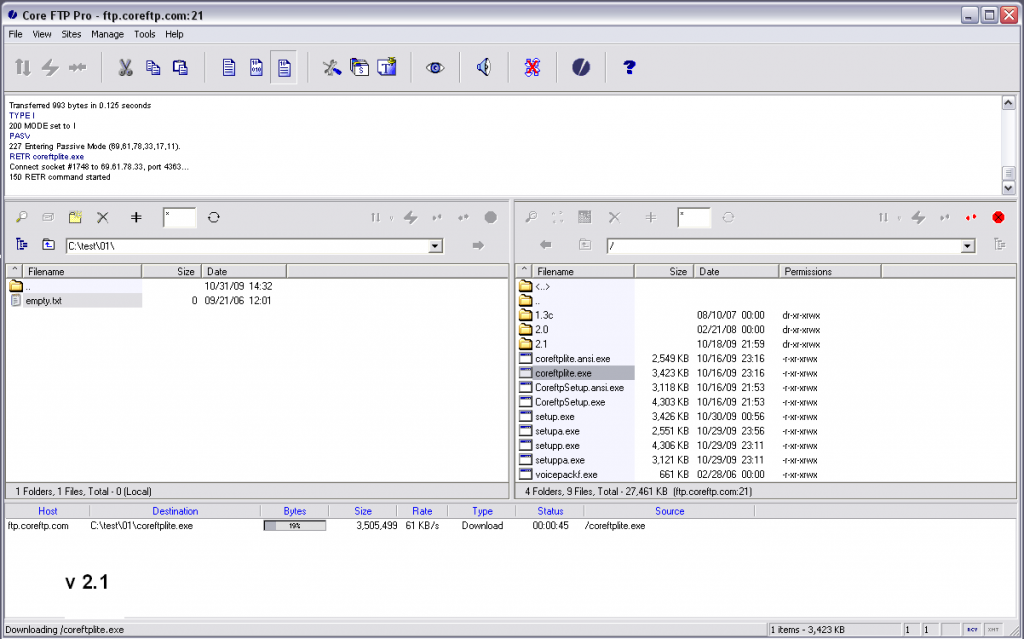 Core FTP Pro - ftp.coreftp.com:21
File View Sites Manage Tools Help
Transferred 993 bytes in 0.125 seconds
TYPE I
200 MODE set to I
PASV
227 Entering Passive Mode (69,61,78,33,17,11).
RETR coreftplite.exe
Connect socket #1748 to 69.61.78.33, port 4363...
150 RETR command started
*
*
C:\test\01\
/
^ Filename Size Date
.. 10/31/09 14:32
empty.txt 0 09/21/06 12:01
1 Folders, 1 Files, Total - 0 (Local)
^ Filename Size Date Permissions
<..>
..
1.3c 08/10/07 00:00 dr-xr-xrwx
2.0 02/21/08 00:00 dr-xr-xrwx
2.1 10/18/09 21:59 dr-xr-xrwx
coreftplite.ansi.exe 2,549 KB 10/16/09 23:16 -r-xr-xrwx
coreftplite.exe 3,423 KB 10/16/09 23:16 -r-xr-xrwx
CoreftpSetup.ansi.exe 3,118 KB 10/16/09 21:53 -r-xr-xrwx
CoreftpSetup.exe 4,303 KB 10/16/09 21:53 -r-xr-xrwx
setup.exe 3,426 KB 10/30/09 00:56 -r-xr-xrwx
setupa.exe 2,551 KB 10/29/09 23:56 -r-xr-xrwx
setupp.exe 4,306 KB 10/29/09 23:11 -r-xr-xrwx
setuppa.exe 3,121 KB 10/29/09 23:11 -r-xr-xrwx
voicepackf.exe 661 KB 02/28/06 00:00 -r-xr-xrwx
4 Folders, 9 Files, Total - 27,461 KB (ftp.coreftp.com:21)
Host Destination Bytes Size Rate Type Status Source
ftp.coreftp.com C:\test\01\coreftplite.exe 19% 3,505,499 61 KB/s Download 00:00:45 /coreftplite.exe
v 2.1
Downloading /coreftplite.exe 1 items - 3,423 KB 1 1 RCV XMT